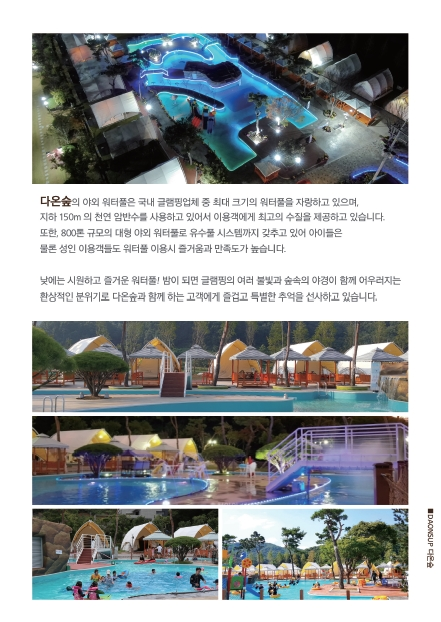 다온숲의 야외 워터풀은 국내 글램핑업체 중 최대 크기의 워터풀을 자랑하고 있으며,
지하 150m 의 천연 암반수를 사용하고 있어서 이용객에게 최고의 수질을 제공하고 있습니다.
또한, 800톤 규모의 대형 야외 워터풀로 유수풀 시스템까지 갖추고 있어 아이들은
물론 성인 이용객들도 워터풀 이용시 즐거움과 만족도가 높습니다.
낮에는 시원하고 즐거운 워터풀! 밤이 되면 글램핑의 여러 불빛과 숲속의 야경이 함께 어우러지는
환상적인 분위기로 다온숲과 함께 하는 고객에게 즐겁고 특별한 추억을 선사하고 있습니다.
■ DAONSUP 다온숲